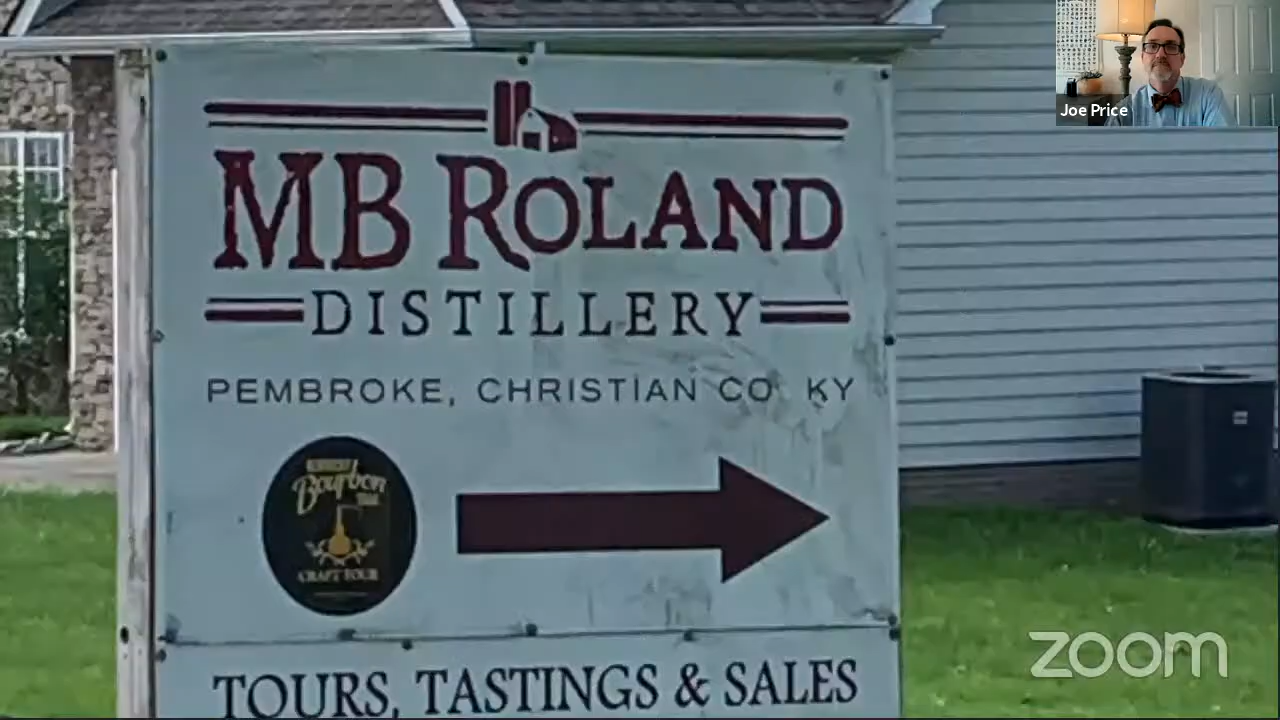 Joe Price
MB ROLAND
DISTILLERY
PEMBROKE, CHRISTIAN CO KY
Bourbon
CRAFT TOUR
TOURS, TASTINGS & SALES
zoom